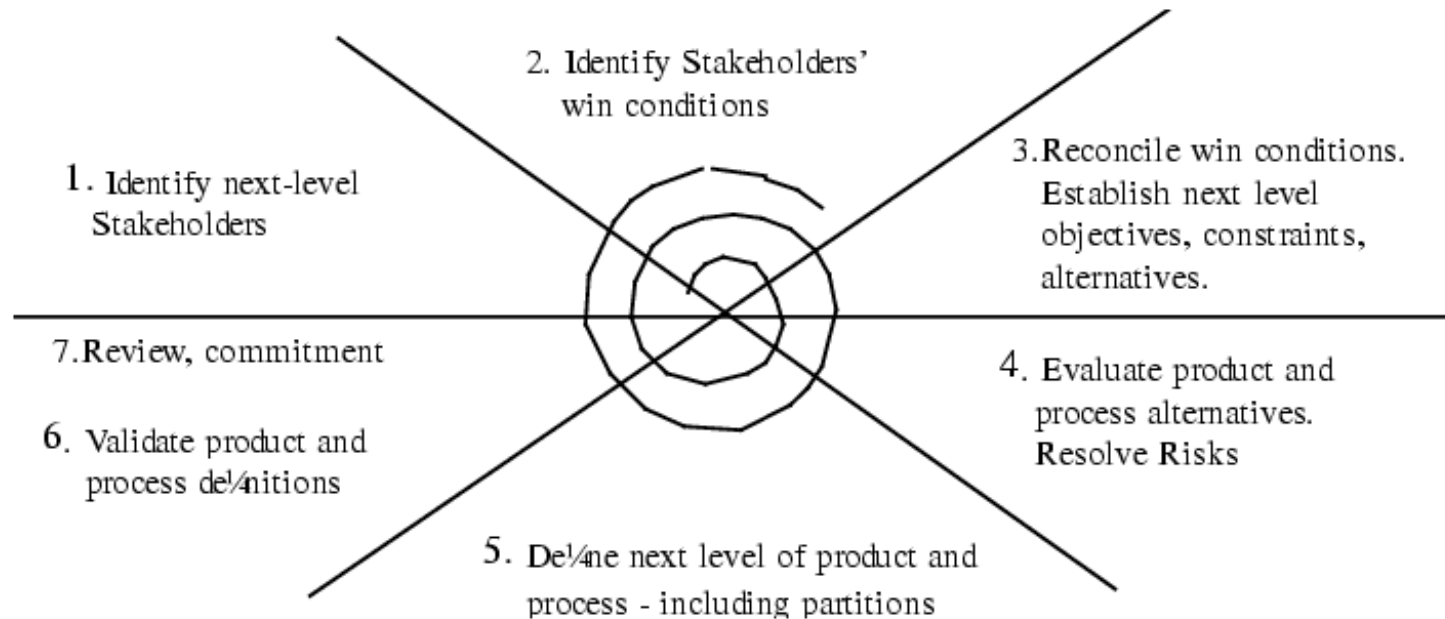 1. Identify next-level
Stakeholders
2. Identify Stakeholders’
win conditions
3.Reconcile win conditions.
Establish next level
objectives, constraints,
alternatives.
4. Evaluate product and
process alternatives.
Resolve Risks
5. De¼ne next level of product and
process - including partitions
6. Validate product and
process de¼nitions
7.Review, commitment